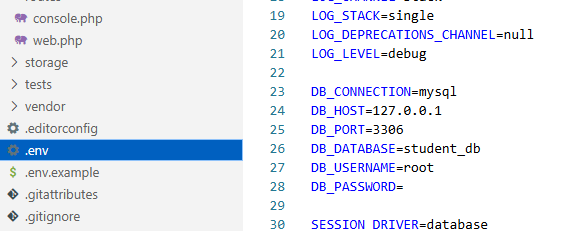 console.php
web.php
storage
tests
vendor
.editorconfig
.env
.env.example
.gitattributes
.gitignore
19 LOG_STACK=single
20 LOG_DEPRECATIONS_CHANNEL=null
21 LOG_LEVEL=debug
22
23 DB_CONNECTION=mysql
24 DB_HOST=127.0.0.1
25 DB_PORT=3306
26 DB_DATABASE=student_db
27 DB_USERNAME=root
28 DB_PASSWORD=
29
30 SESSION_DRIVER=database